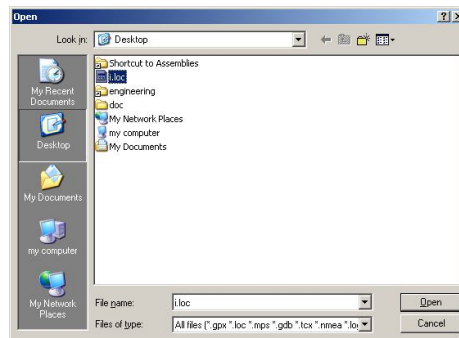 Open
Look in:
Desktop
My Recent
Documents
Desktop
My Documents
my computer
My Network
Places
Shortcut to Assemblies
i.loc
engineering
doc
My Network Places
my computer
My Documents
File name:
i.loc
Open
Files of type:
All files (*.gpx *.loc *.mps *.gdb *.tcx *.nmea *.lo
Cancel